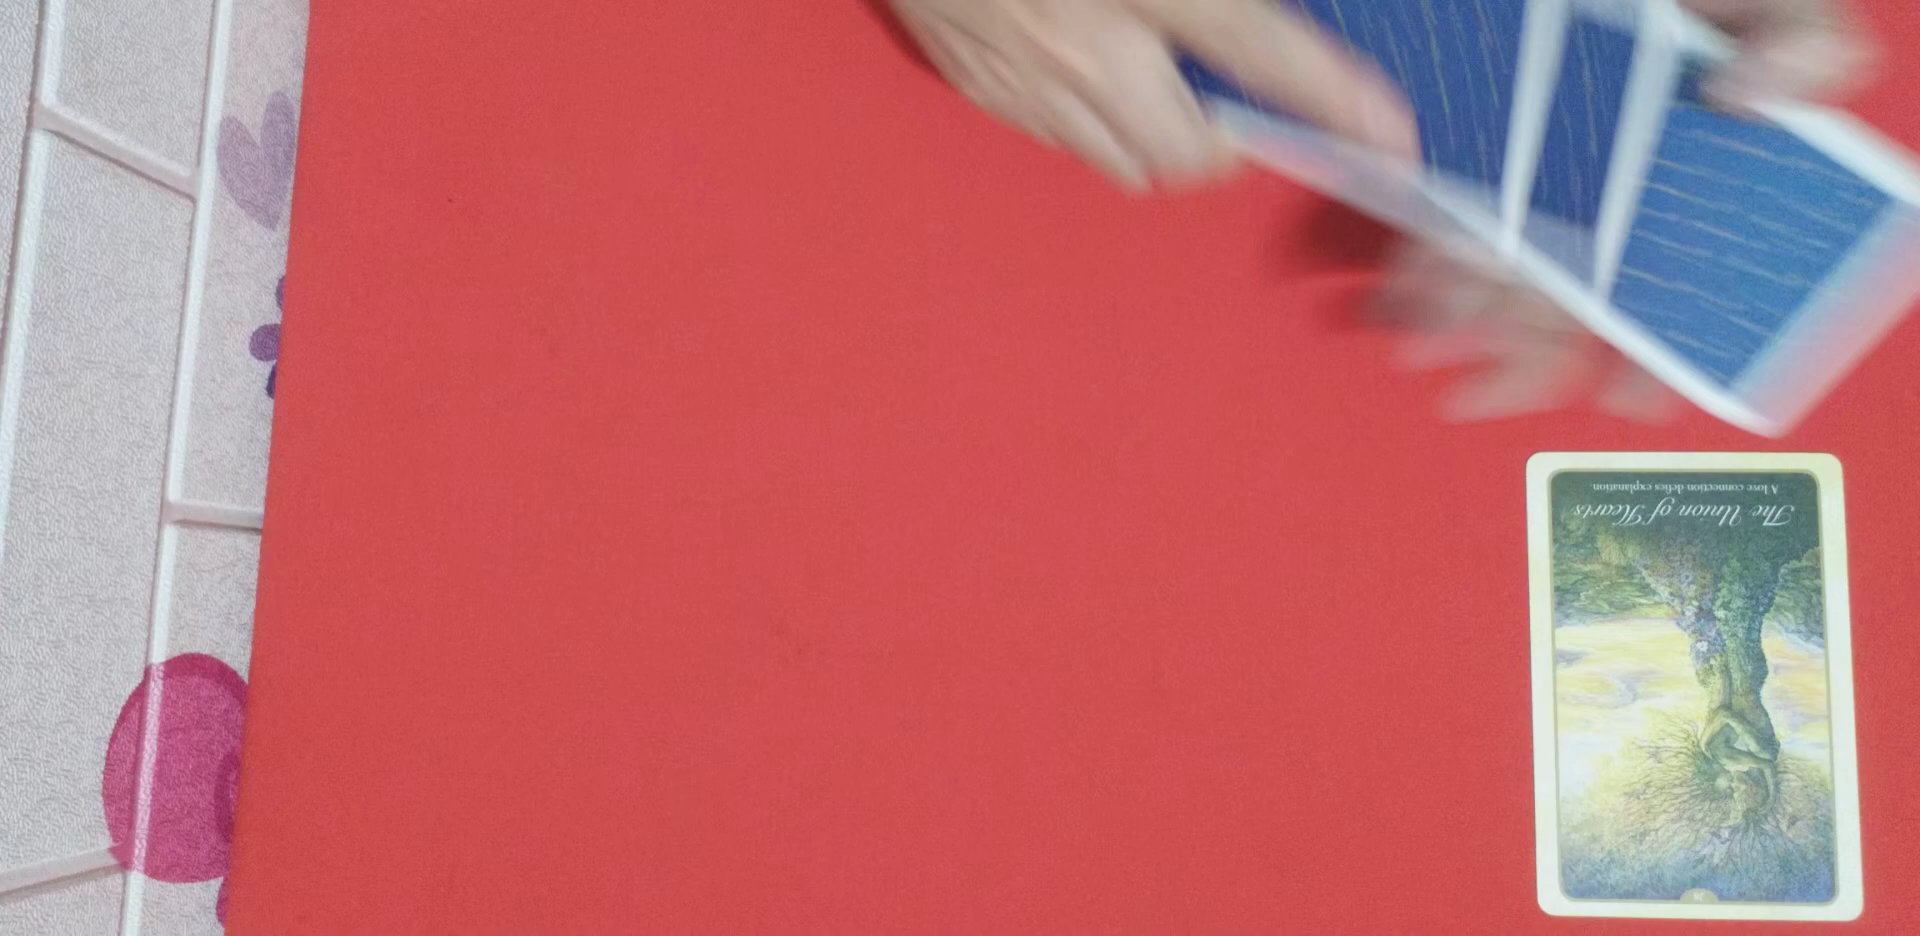 The Union of Hearts
A love connection defies explanation.